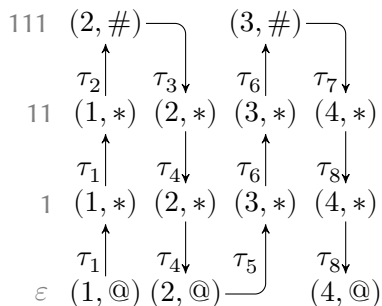 111 (2, #) (3, #)
τ₂ τ₃ τ₆ τ₇
11 (1, ∗) (2, ∗) (3, ∗) (4, ∗)
τ₁ τ₄ τ₆ τ₈
1 (1, ∗) (2, ∗) (3, ∗) (4, ∗)
τ₁ τ₄ τ₅ τ₈
ε (1, @) (2, @) (4, @)